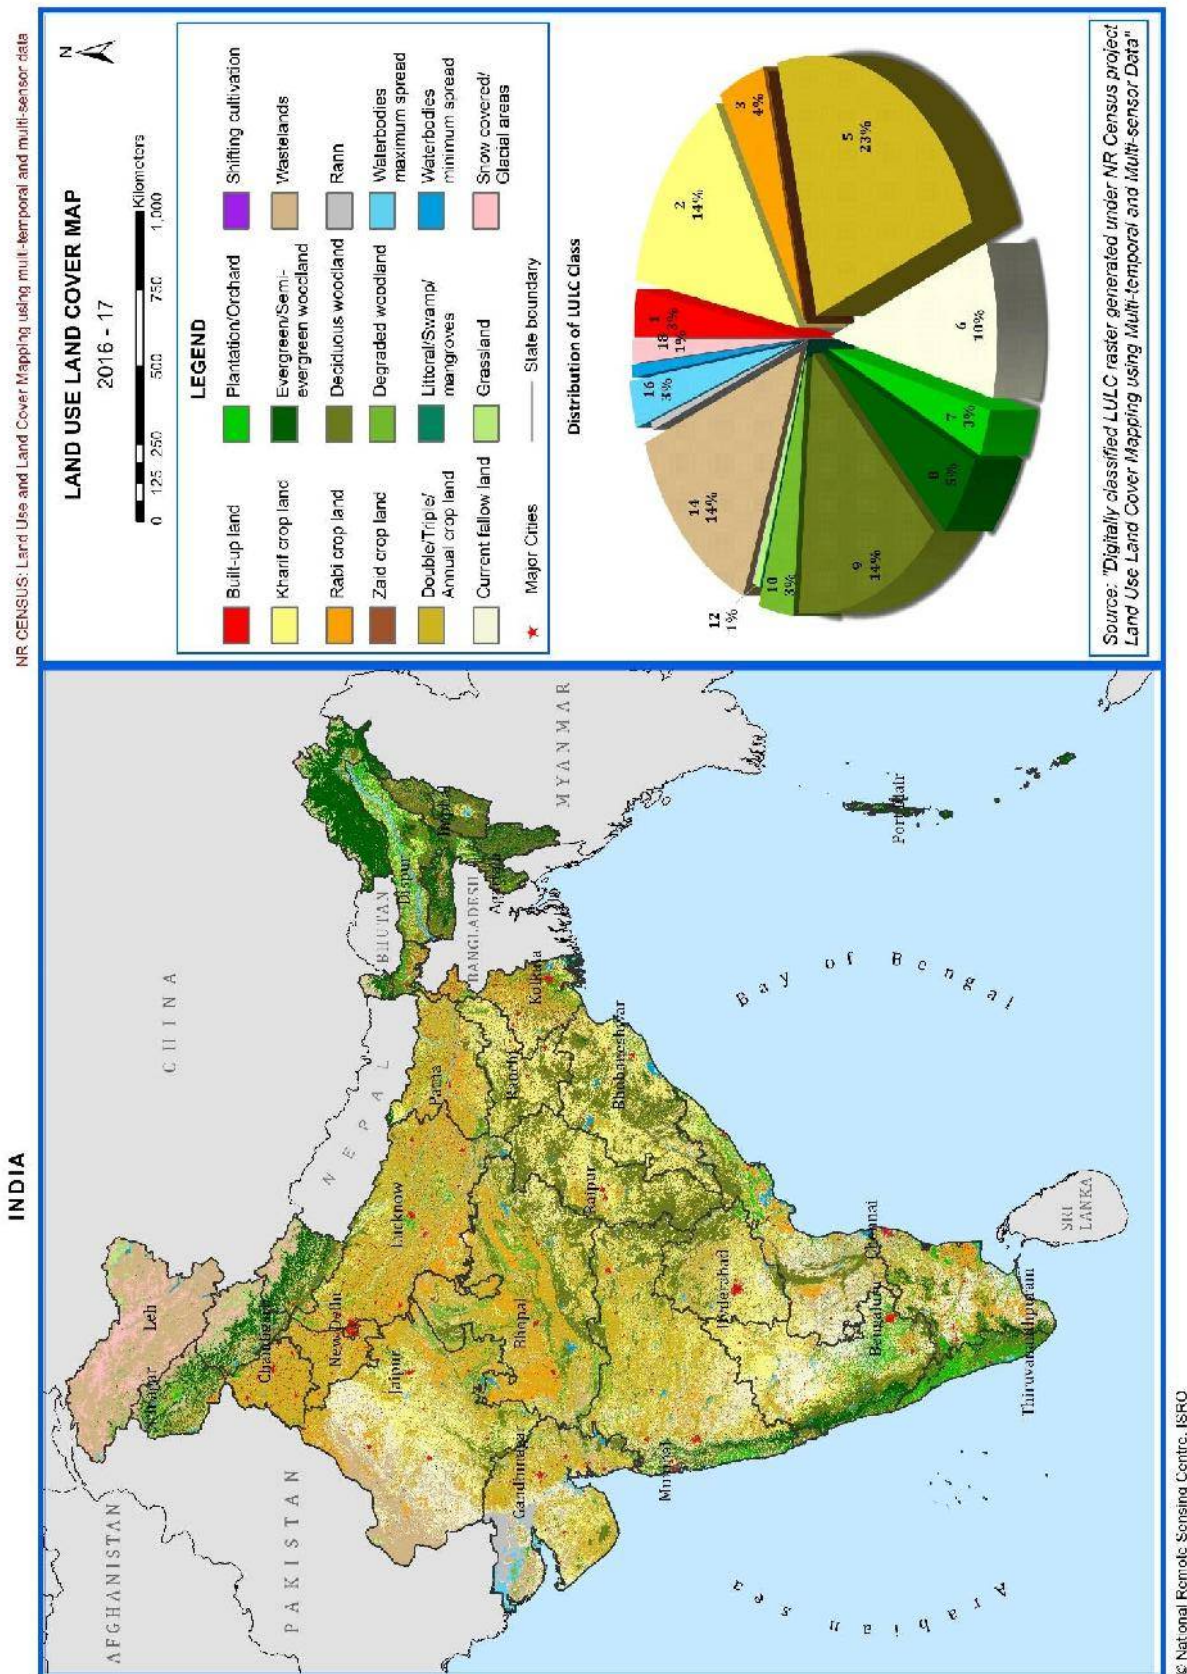 INDIA
NR CENSUS: Land Use and Land Cover Mapping using multi-temporal and multi-sensor data
CHINA
AFGHANISTAN
PAKISTAN
NEPAL
BHUTAN
BANGLADESH
MYANMAR
SRI
LANKA
Arabian sea
Bay of Bengal
Leh
Srinagar
Chandigarh
New Delhi
Jaipur
Lucknow
Patna
Dispur
Gandhinagar
Bhopal
Ranchi
Kolkata
Raipur
Bhubaneshwar
Mumbai
Hyderabad
Bengaluru
Chennai
Thiruvananthpuram
Port Blair
LAND USE LAND COVER MAP
2016 - 17
N
0 125 250 500 750 1,000
Kilometers
LEGEND
Built-up land
Kharif crop land
Rabi crop land
Zaid crop land
Double/Triple/
Annual crop land
Current fallow land
Major Cities
Plantation/Orchard
Evergreen/Semi-
evergreen woodland
Deciduous woodland
Degraded woodland
Littoral/Swamp/
mangroves
Grassland
State boundary
Shifting cultivation
Wastelands
Rann
Waterbodies
maximum spread
Waterbodies
minimum spread
Snow covered/
Glacial areas
Distribution of LULC Class
1
3%
2
14%
3
4%
5
23%
6
10%
7
3%
8
5%
9
14%
10
3%
12
1%
14
14%
16
3%
18
1%
Source: "Digitally classified LULC raster generated under NR Census project
Land Use Land Cover Mapping using Multi-temporal and Multi-sensor Data"
© National Remote Sensing Centre, ISRO